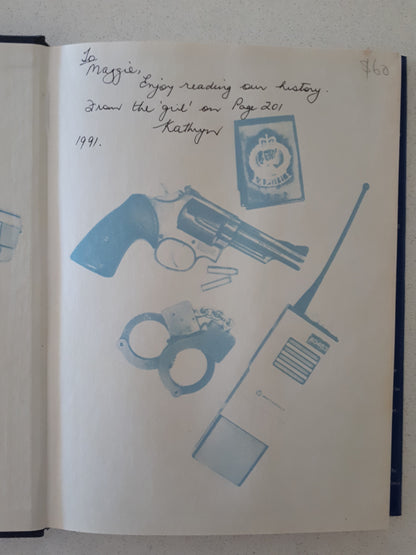 To
Maggie,
$60
Enjoy reading our history.
From the 'girl' on Page 201
Kathryn
1991.